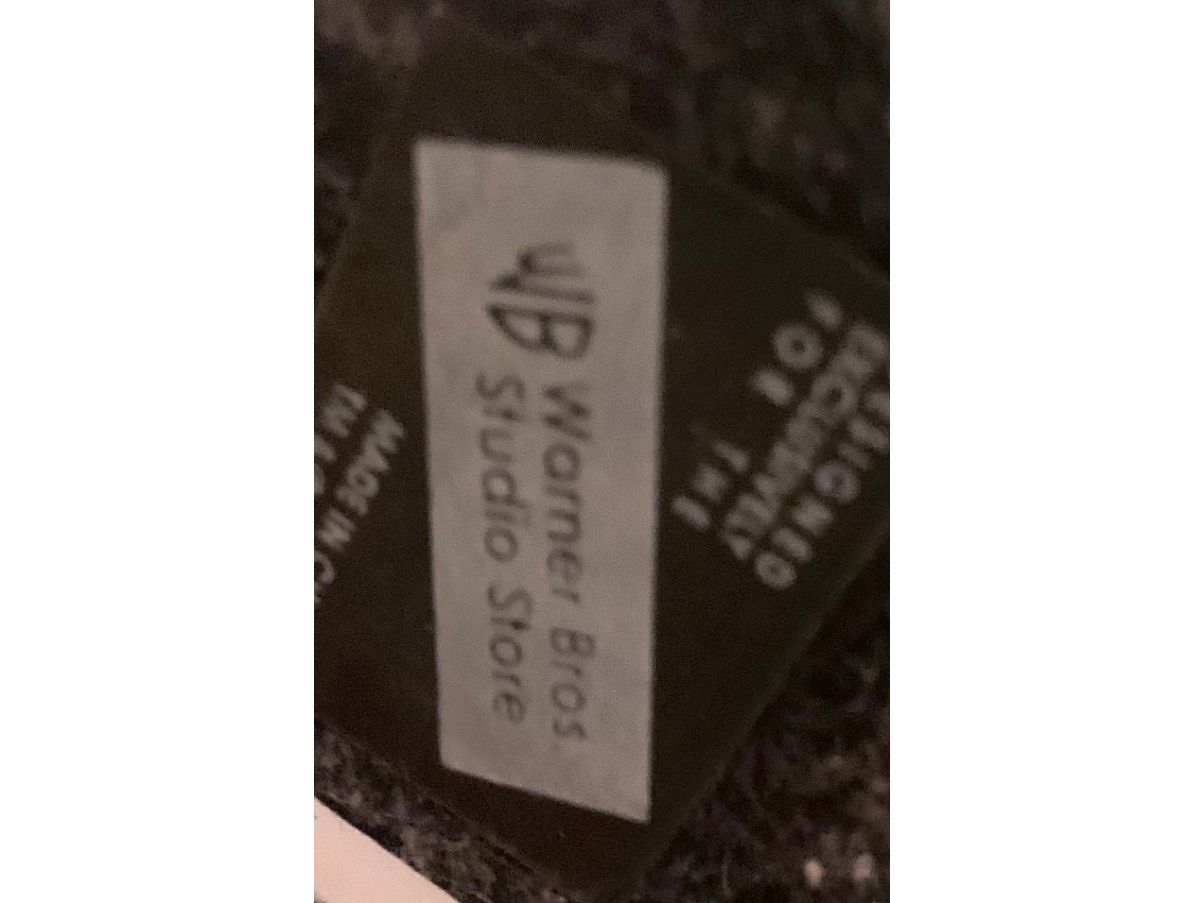 DESIGNED
EXCLUSIVELY
FOR
THE
WB Warner Bros.
Studio Store
MADE IN